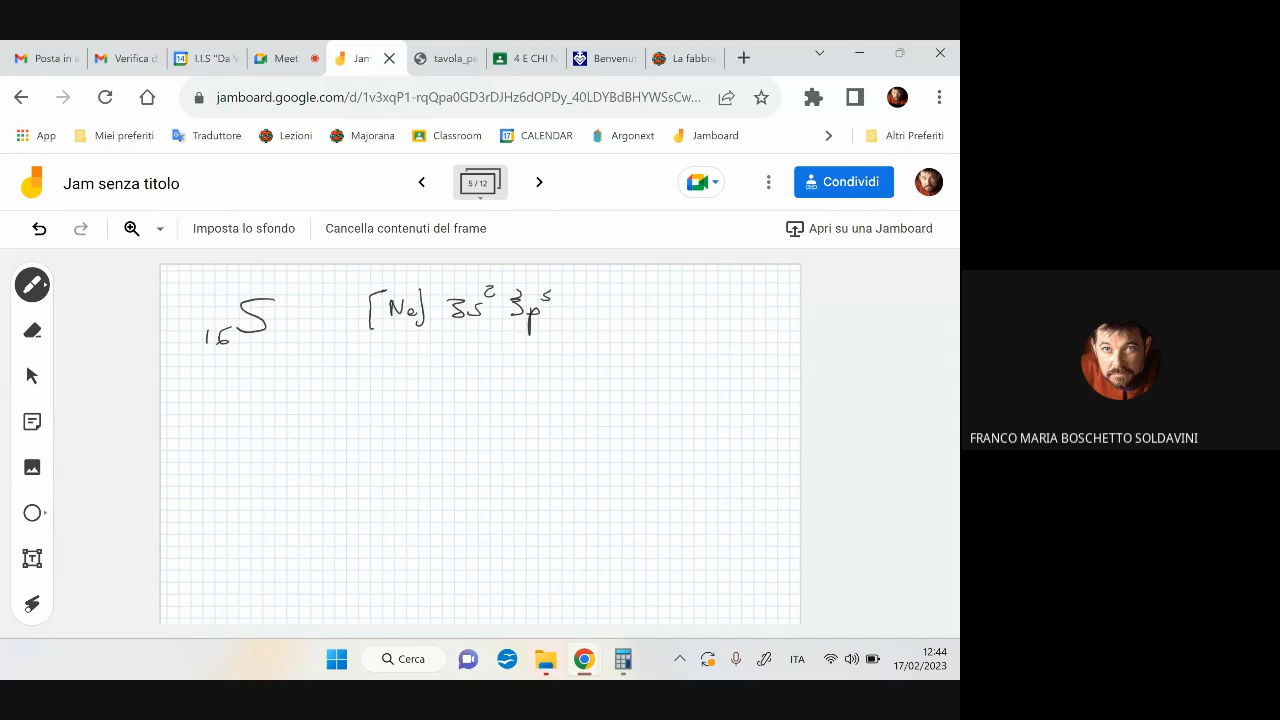 Posta in a
Verifica d
I.I.S "Da V
Meet
Jam
tavola_pe
4 E CHI N
Benvenut
La fabbri
jamboard.google.com/d/1v3xqP1-rqQpa0GD3rDJHz6dOPDy_40LDYBdBHYWSsCw...
App
Miei preferiti
Traduttore
Lezioni
Majorana
Classroom
CALENDAR
Argonext
Jamboard
Altri Preferiti
Jam senza titolo
5 / 12
Condividi
Imposta lo sfondo
Cancella contenuti del frame
Apri su una Jamboard
₁₆S [Ne] 3s² 3p⁵
FRANCO MARIA BOSCHETTO SOLDAVINI
Cerca
ITA
12:44
17/02/2023